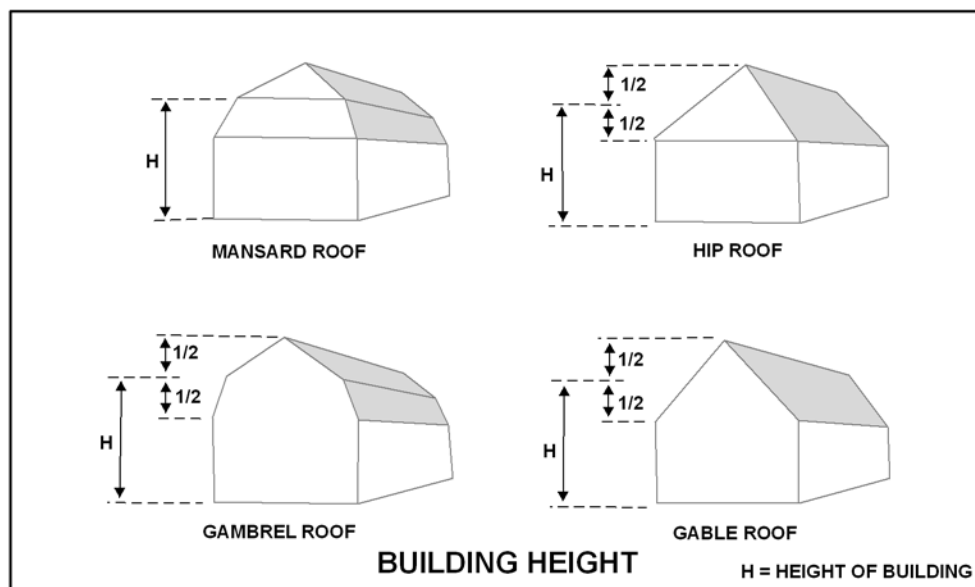 1/2
1/2
H
H
MANSARD ROOF
HIP ROOF
1/2
1/2
H
1/2
1/2
H
GAMBREL ROOF
GABLE ROOF
BUILDING HEIGHT
H = HEIGHT OF BUILDING